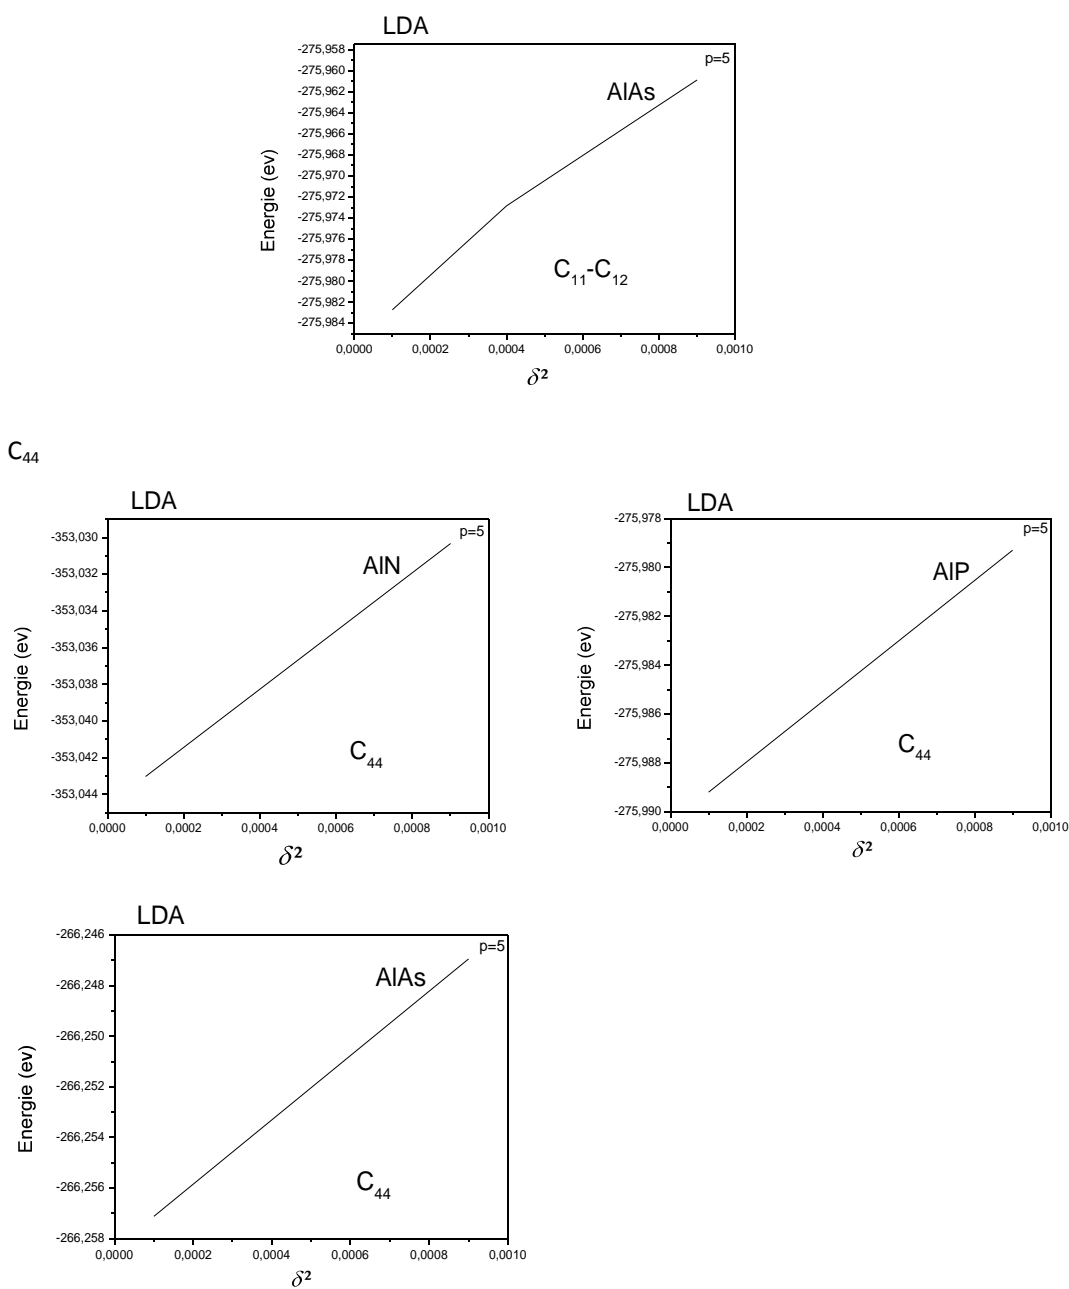 LDA
p=5
AlAs
C₁₁-C₁₂
Energie (ev)
-275,958
-275,960
-275,962
-275,964
-275,966
-275,968
-275,970
-275,972
-275,974
-275,976
-275,978
-275,980
-275,982
-275,984
0,0000 0,0002 0,0004 0,0006 0,0008 0,0010
δ²
C₄₄
LDA
p=5
AlN
C₄₄
Energie (ev)
-353,030
-353,032
-353,034
-353,036
-353,038
-353,040
-353,042
-353,044
0,0000 0,0002 0,0004 0,0006 0,0008 0,0010
δ²
LDA
p=5
AlP
C₄₄
Energie (ev)
-275,978
-275,980
-275,982
-275,984
-275,986
-275,988
-275,990
0,0000 0,0002 0,0004 0,0006 0,0008 0,0010
δ²
LDA
p=5
AlAs
C₄₄
Energie (ev)
-266,246
-266,248
-266,250
-266,252
-266,254
-266,256
-266,258
0,0000 0,0002 0,0004 0,0006 0,0008 0,0010
δ²